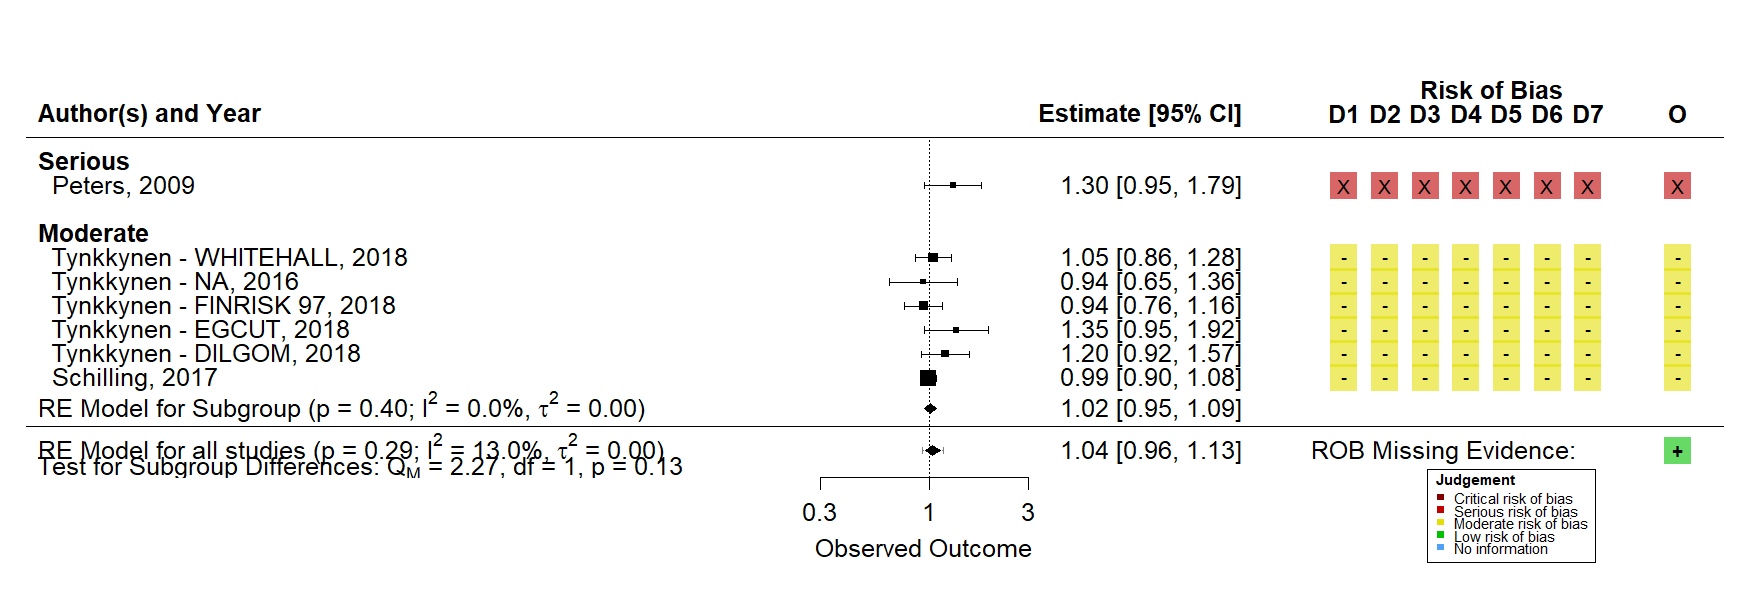 Risk of Bias
Author(s) and Year Estimate [95% CI] D1 D2 D3 D4 D5 D6 D7 O
Serious
Peters, 2009 1.30 [0.95, 1.79] X X X X X X X X
Moderate
Tynkkynen - WHITEHALL, 2018 1.05 [0.86, 1.28] - - - - - - - -
Tynkkynen - NA, 2016 0.94 [0.65, 1.36] - - - - - - - -
Tynkkynen - FINRISK 97, 2018 0.94 [0.76, 1.16] - - - - - - - -
Tynkkynen - EGCUT, 2018 1.35 [0.95, 1.92] - - - - - - - -
Tynkkynen - DILGOM, 2018 1.20 [0.92, 1.57] - - - - - - - -
Schilling, 2017 0.99 [0.90, 1.08] - - - - - - - -
RE Model for Subgroup (p = 0.40; I² = 0.0%, τ² = 0.00) 1.02 [0.95, 1.09]
RE Model for all studies (p = 0.29; I² = 13.0%, τ² = 0.00) 1.04 [0.96, 1.13] ROB Missing Evidence: +
Test for Subgroup Differences: Q_M = 2.27, df = 1, p = 0.13
0.3 1 3
Observed Outcome
Judgement
Critical risk of bias
Serious risk of bias
Moderate risk of bias
Low risk of bias
No information